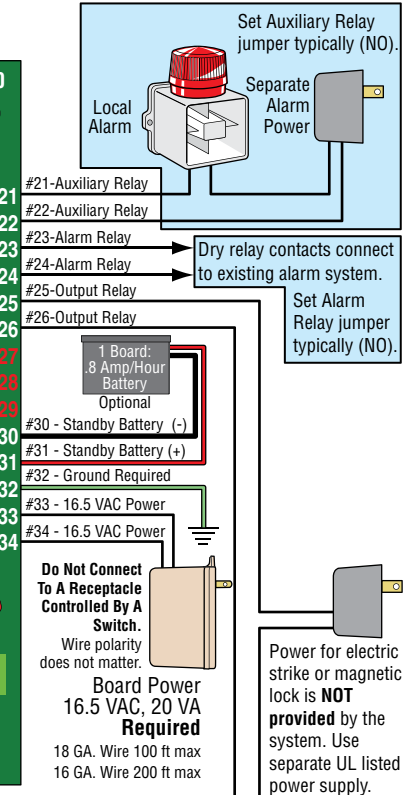 Set Auxiliary Relay
jumper typically (NO).
Local
Alarm
Separate
Alarm
Power
21
#21-Auxiliary Relay
22
#22-Auxiliary Relay
23
#23-Alarm Relay
24
#24-Alarm Relay
Dry relay contacts connect
to existing alarm system.
Set Alarm
Relay jumper
typically (NO).
25
#25-Output Relay
26
#26-Output Relay
27
28
29
1 Board:
.8 Amp/Hour
Battery
Optional
30
#30 - Standby Battery (-)
31
#31 - Standby Battery (+)
32
#32 - Ground Required
33
#33 - 16.5 VAC Power
34
#34 - 16.5 VAC Power
Do Not Connect
To A Receptacle
Controlled By A
Switch.
Wire polarity
does not matter.
Board Power
16.5 VAC, 20 VA
Required
18 GA. Wire 100 ft max
16 GA. Wire 200 ft max
Power for electric
strike or magnetic
lock is NOT
provided by the
system. Use
separate UL listed
power supply.